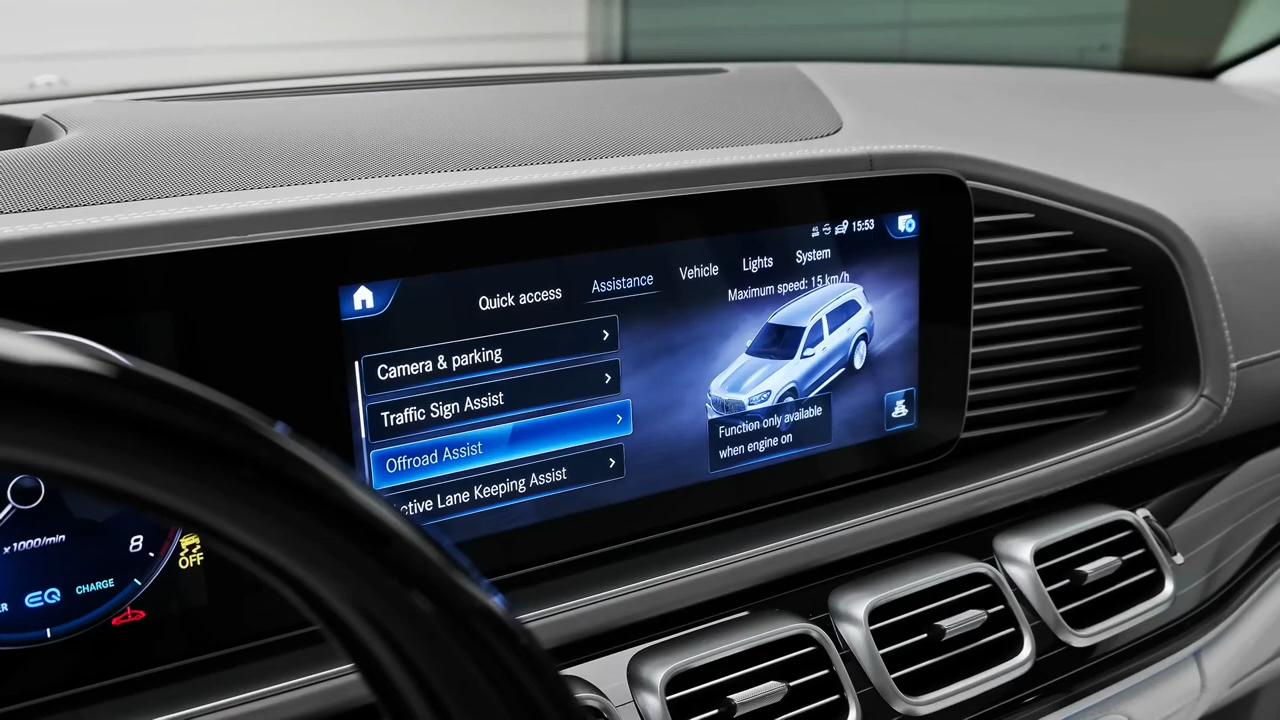 15:53
Quick access
Assistance
Vehicle
Lights
System
Maximum speed: 15 km/h
Camera & parking
Traffic Sign Assist
Offroad Assist
ctive Lane Keeping Assist
Function only available
when engine on
x1000/min
8
OFF
EQ
CHARGE
ER